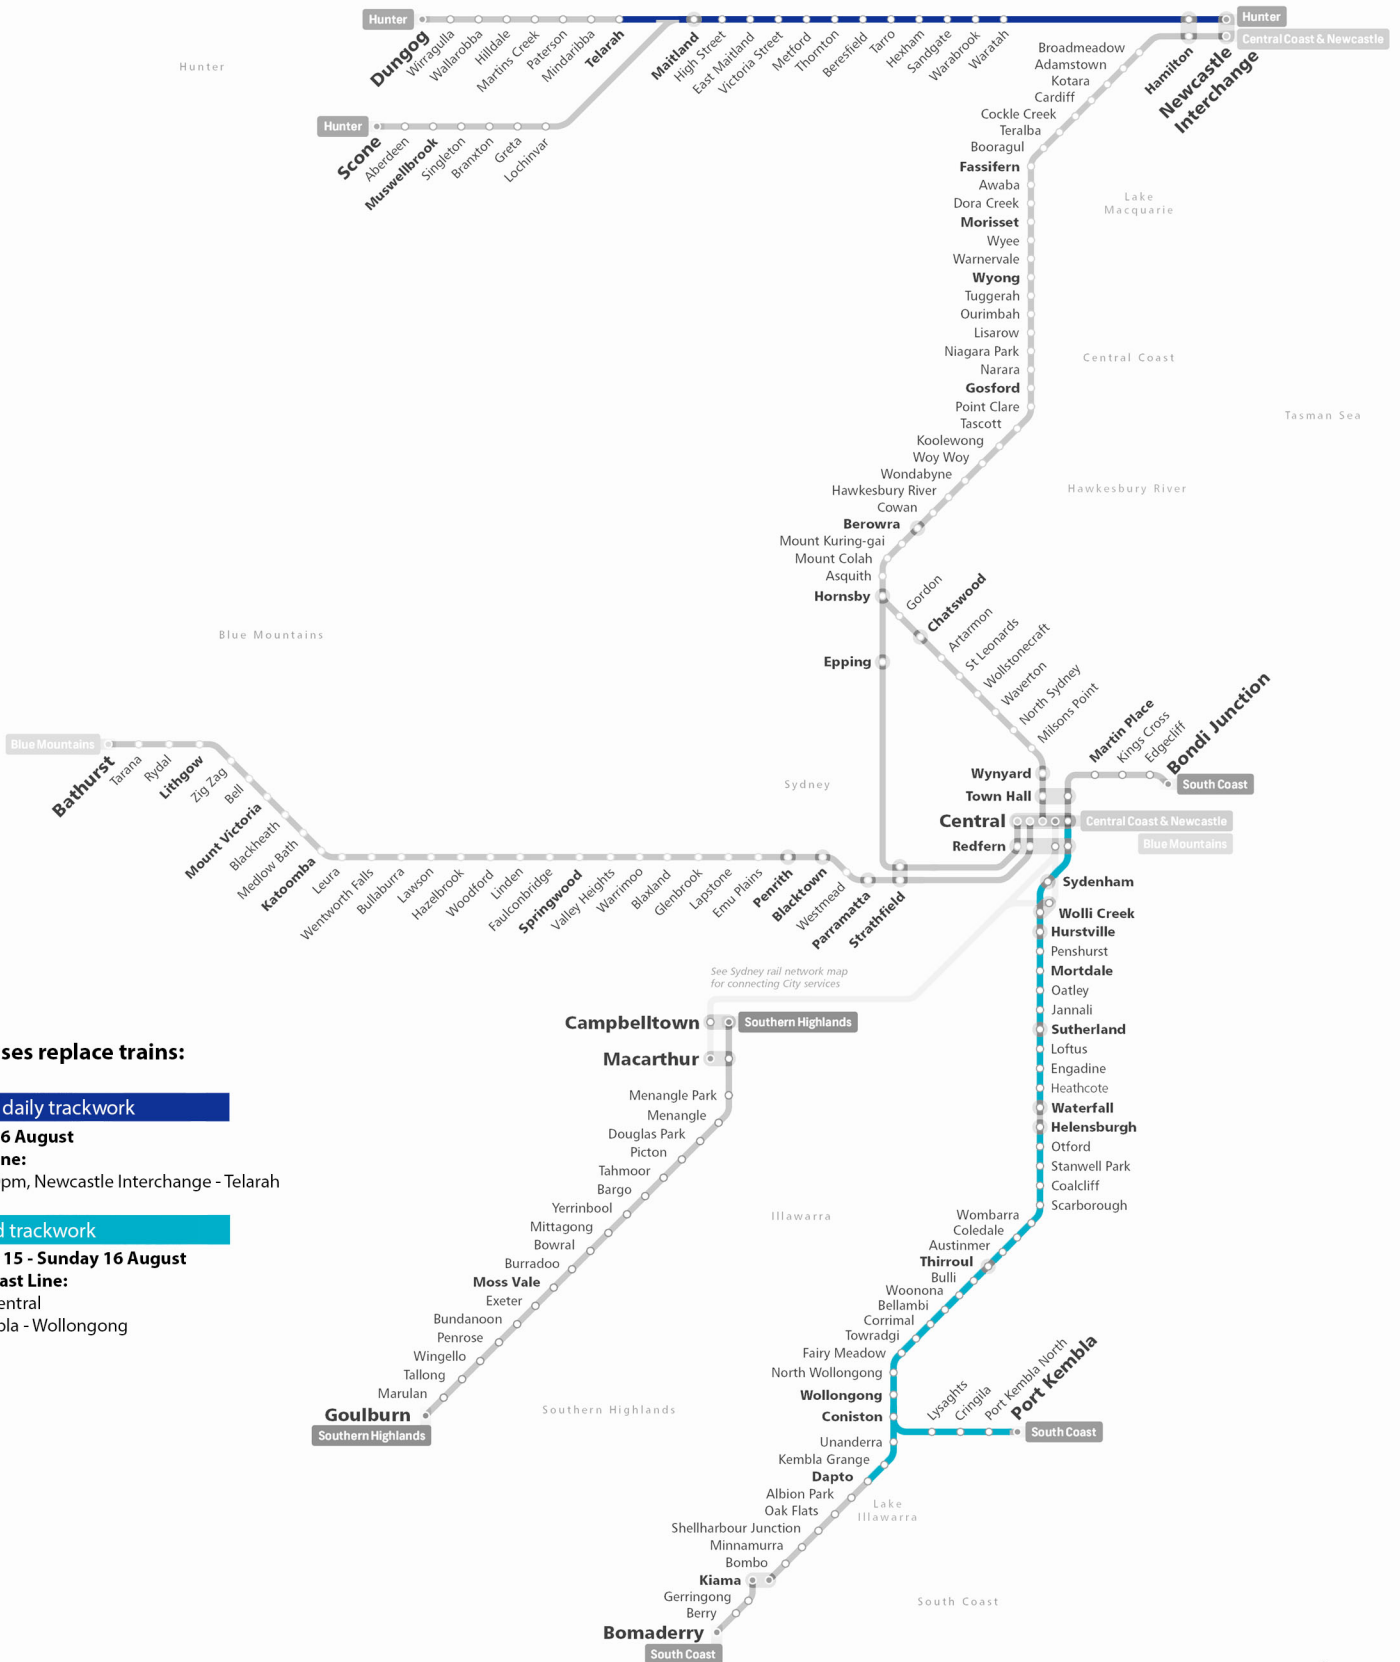 Hunter
Dungog
Wirragulla
Wallarobba
Hilldale
Martins Creek
Paterson
Mindaribba
Telarah
Maitland
High Street
East Maitland
Victoria Street
Metford
Thornton
Beresfield
Tarro
Hexham
Sandgate
Warabrook
Waratah
Hamilton
Newcastle
Interchange
Hunter
Central Coast & Newcastle
Hunter
Hunter
Scone
Aberdeen
Muswellbrook
Singleton
Branxton
Greta
Lochinvar
Broadmeadow
Adamstown
Kotara
Cardiff
Cockle Creek
Teralba
Booragul
Fassifern
Awaba
Dora Creek
Morisset
Wyee
Warnervale
Wyong
Tuggerah
Ourimbah
Lisarow
Niagara Park
Narara
Gosford
Point Clare
Tascott
Koolewong
Woy Woy
Wondabyne
Hawkesbury River
Cowan
Berowra
Mount Kuring-gai
Mount Colah
Asquith
Hornsby
Epping
Lake
Macquarie
Central Coast
Tasman Sea
Hawkesbury River
Gordon
Chatswood
Artarmon
St Leonards
Wollstonecraft
Waverton
North Sydney
Milsons Point
Blue Mountains
Wynyard
Town Hall
Central
Redfern
Martin Place
Kings Cross
Edgecliff
Bondi Junction
South Coast
Central Coast & Newcastle
Blue Mountains
Sydney
Blue Mountains
Bathurst
Tarana
Rydal
Lithgow
Zig Zag
Bell
Mount Victoria
Blackheath
Medlow Bath
Katoomba
Leura
Wentworth Falls
Bullaburra
Lawson
Hazelbrook
Woodford
Linden
Faulconbridge
Springwood
Valley Heights
Warrimoo
Blaxland
Glenbrook
Lapstone
Emu Plains
Penrith
Blacktown
Westmead
Parramatta
Strathfield
Sydenham
Wolli Creek
Hurstville
Penshurst
Mortdale
Oatley
Jannali
Sutherland
Loftus
Engadine
Heathcote
Waterfall
Helensburgh
Otford
Stanwell Park
Coalcliff
Scarborough
Wombarra
Coledale
Austinmer
Thirroul
Bulli
Woonona
Bellambi
Corrimal
Towradgi
Fairy Meadow
North Wollongong
Wollongong
Coniston
Lysaghts
Cringila
Port Kembla North
Port Kembla
South Coast
Unanderra
Kembla Grange
Dapto
Albion Park
Oak Flats
Shellharbour Junction
Minnamurra
Bombo
Kiama
Gerringong
Berry
Bomaderry
South Coast
Lake
Illawarra
South Coast
Illawarra
See Sydney rail network map
for connecting City services
Campbelltown
Southern Highlands
Macarthur
Menangle Park
Menangle
Douglas Park
Picton
Tahmoor
Bargo
Yerrinbool
Mittagong
Bowral
Burradoo
Moss Vale
Exeter
Bundanoon
Penrose
Wingello
Tallong
Marulan
Goulburn
Southern Highlands
Southern Highlands
ses replace trains:
daily trackwork
6 August
ne:
pm, Newcastle Interchange - Telarah
d trackwork
15 - Sunday 16 August
ast Line:
entral
bla - Wollongong